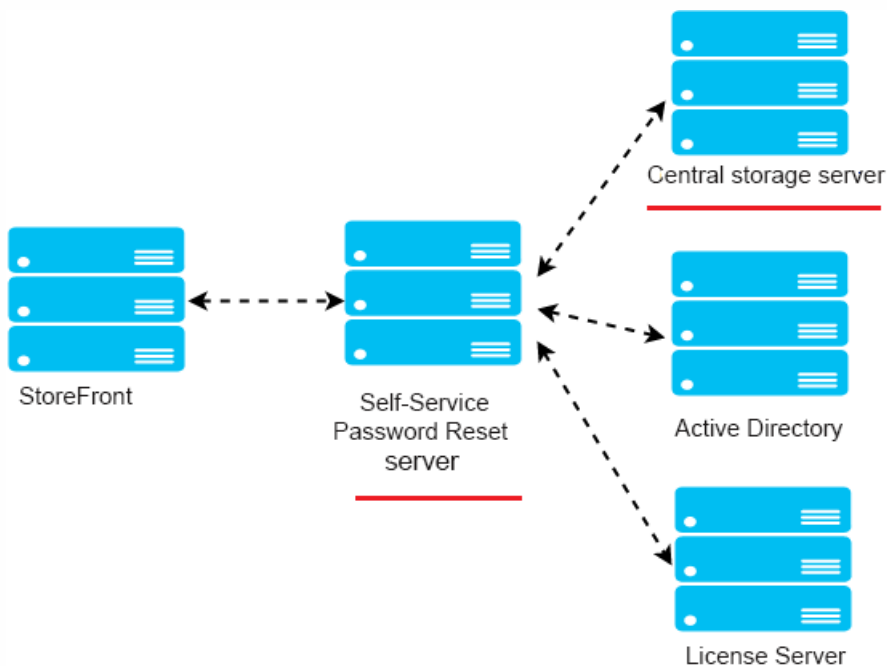 Central storage server
StoreFront
Self-Service
Password Reset
server
Active Directory
License Server